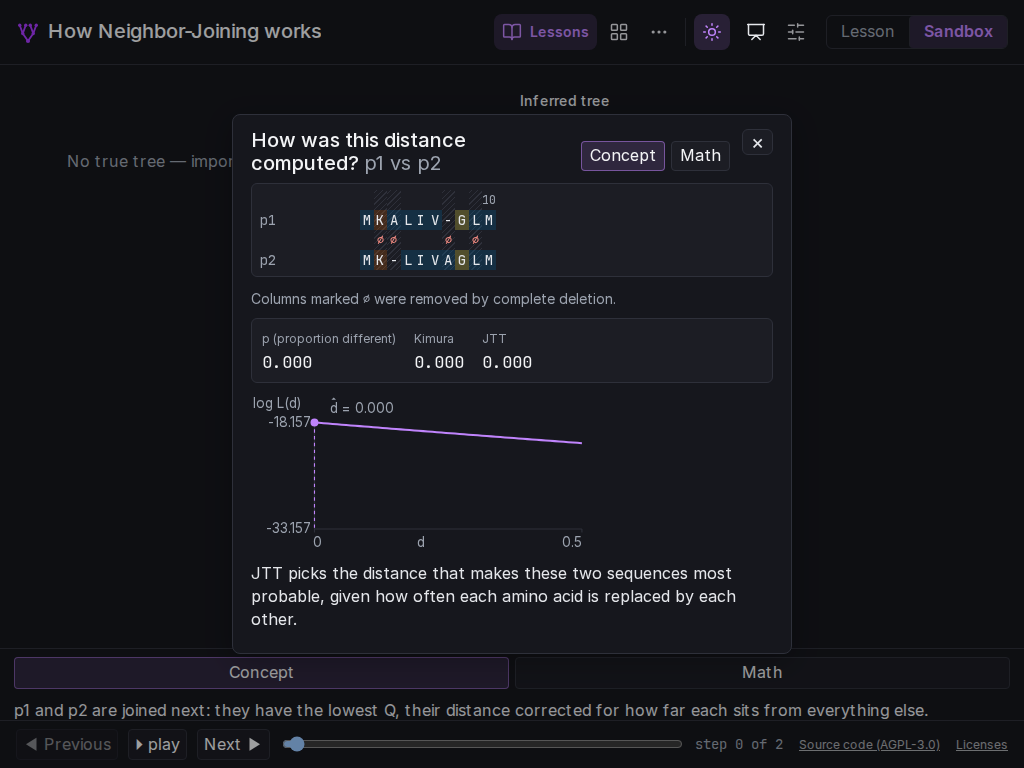 How Neighbor-Joining works
Lessons
Lesson
Sandbox
Inferred tree
No true tree — impor
How was this distance
computed? p1 vs p2
Concept
Math
×
10
p1 MKALIV-GLM
ø ø ø ø
p2 MK-LIVAGLM
Columns marked ø were removed by complete deletion.
p (proportion different) Kimura JTT
0.000 0.000 0.000
log L(d)
d̂ = 0.000
-18.157
-33.157
0 d 0.5
JTT picks the distance that makes these two sequences most
probable, given how often each amino acid is replaced by each
other.
Concept
Math
p1 and p2 are joined next: they have the lowest Q, their distance corrected for how far each sits from everything else.
Previous
play
Next
step 0 of 2
Source code (AGPL-3.0)
Licenses